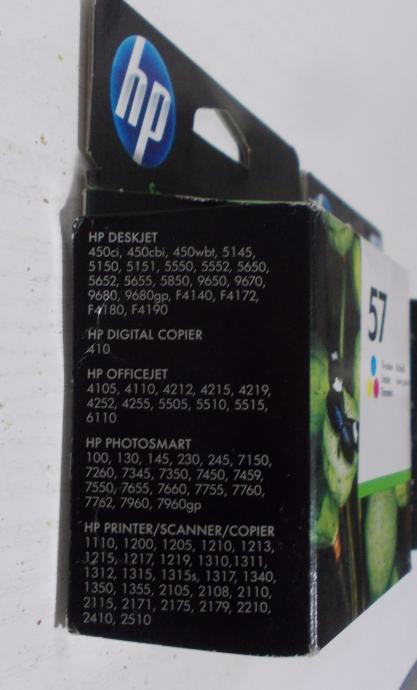 hp
HP DESKJET
450ci, 450cbi, 450wbt, 5145,
5150, 5151, 5550, 5552, 5650,
5652, 5655, 5850, 9650, 9670,
9680, 9680gp, F4140, F4172,
F4180, F4190
HP DIGITAL COPIER
410
HP OFFICEJET
4105, 4110, 4212, 4215, 4219,
4252, 4255, 5505, 5510, 5515,
6110
HP PHOTOSMART
100, 130, 145, 230, 245, 7150,
7260, 7345, 7350, 7450, 7459,
7550, 7655, 7660, 7755, 7760,
7762, 7960, 7960gp
HP PRINTER/SCANNER/COPIER
1110, 1200, 1205, 1210, 1213,
1215, 1217, 1219, 1310,1311,
1312, 1315, 1315s, 1317, 1340,
1350, 1355, 2105, 2108, 2110,
2115, 2171, 2175, 2179, 2210,
2410, 2510
57